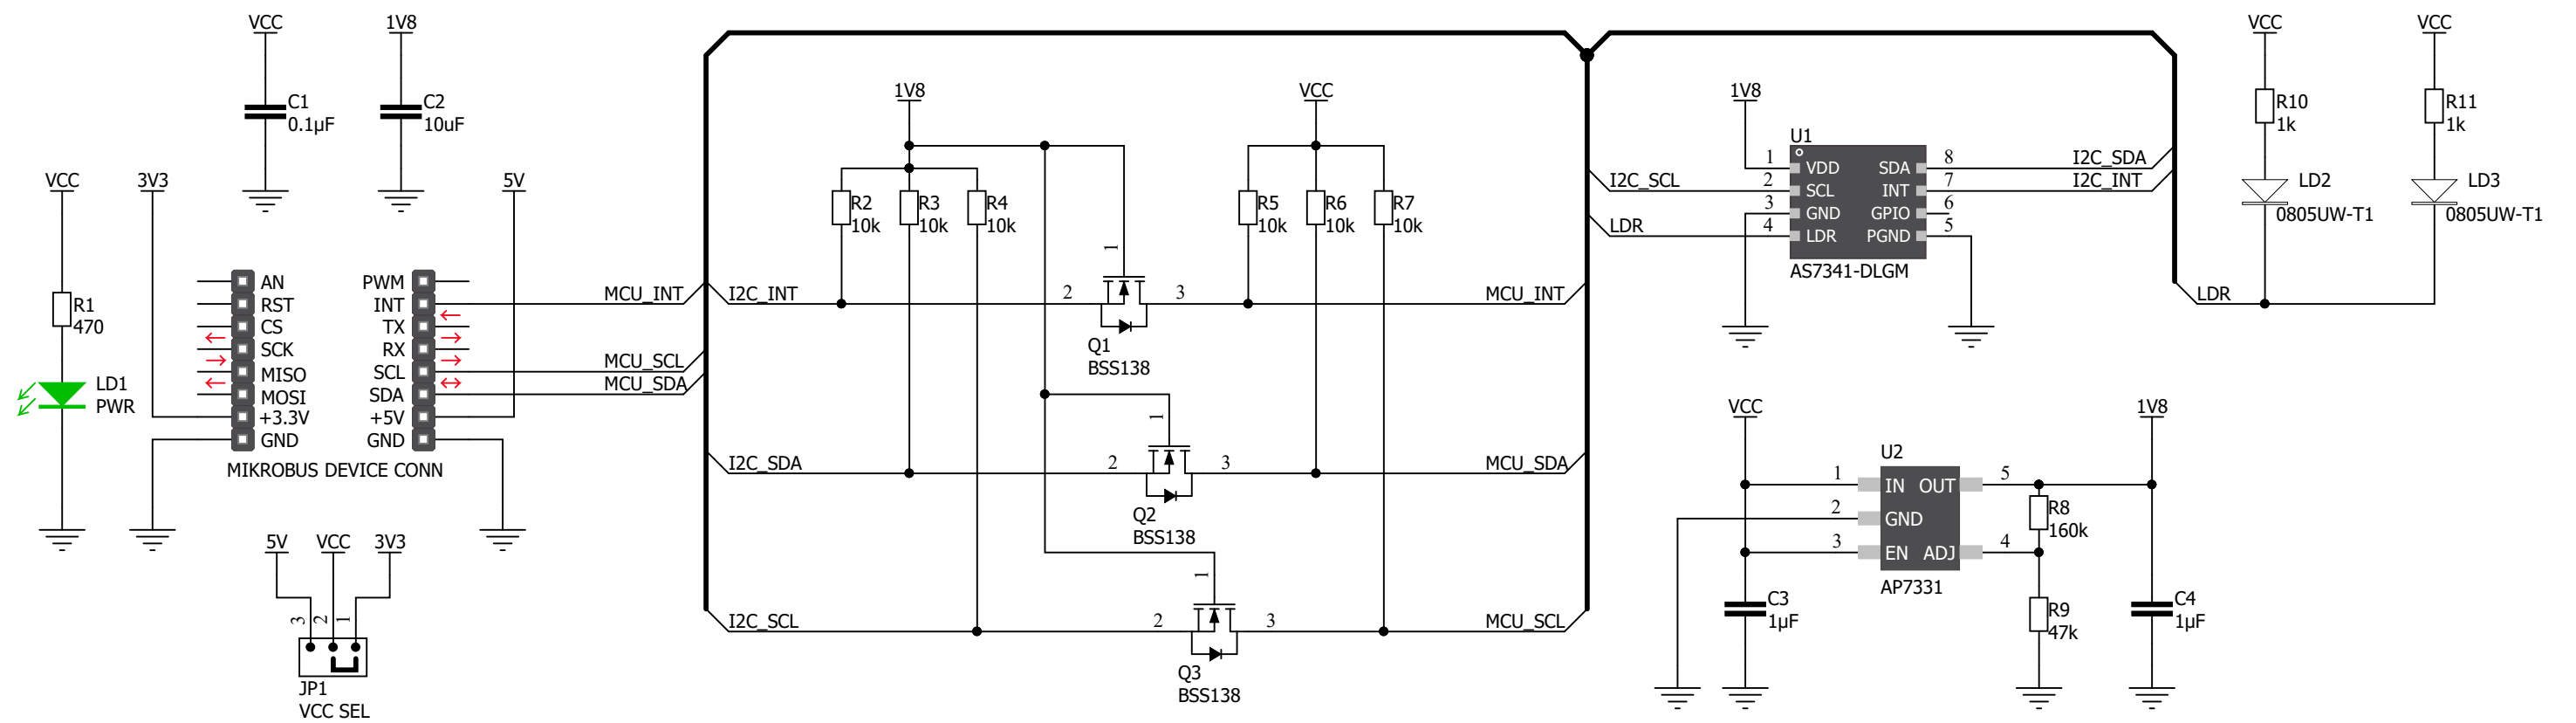 VCC
C1
0.1µF
1V8
C2
10uF
VCC
R1
470
LD1
PWR
3V3
5V
AN
RST
CS
SCK
MISO
MOSI
+3.3V
GND
PWM
INT
TX
RX
SCL
SDA
+5V
GND
MIKROBUS DEVICE CONN
MCU_INT
MCU_SCL
MCU_SDA
5V
VCC
3V3
3
2
1
JP1
VCC SEL
1V8
R2
10k
R3
10k
R4
10k
VCC
R5
10k
R6
10k
R7
10k
I2C_INT
2
1
3
MCU_INT
Q1
BSS138
I2C_SDA
2
1
3
MCU_SDA
Q2
BSS138
I2C_SCL
2
1
3
MCU_SCL
Q3
BSS138
1V8
U1
I2C_SCL
LDR
1
2
3
4
VDD
SCL
GND
LDR
SDA
INT
GPIO
PGND
8
7
6
5
I2C_SDA
I2C_INT
AS7341-DLGM
VCC
R10
1k
LD2
0805UW-T1
VCC
R11
1k
LD3
0805UW-T1
LDR
VCC
1V8
U2
1
2
3
IN
GND
EN
OUT
ADJ
5
4
AP7331
R8
160k
R9
47k
C3
1µF
C4
1µF